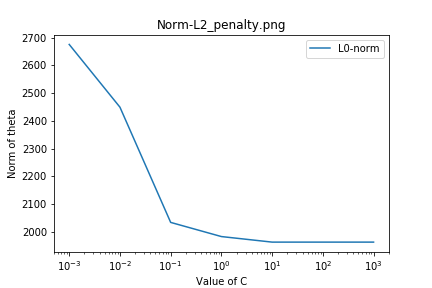 Norm-L2_penalty.png
L0-norm
Norm of theta
2700
2600
2500
2400
2300
2200
2100
2000
10⁻³ 10⁻² 10⁻¹ 10⁰ 10¹ 10² 10³
Value of C